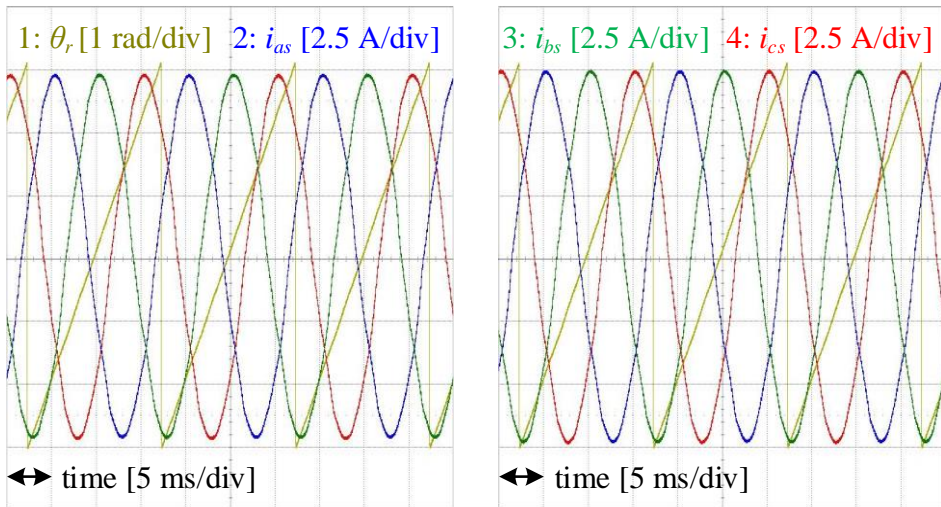 1: θr [1 rad/div] 2: ias [2.5 A/div]
3: ibs [2.5 A/div] 4: ics [2.5 A/div]
time [5 ms/div]
time [5 ms/div]